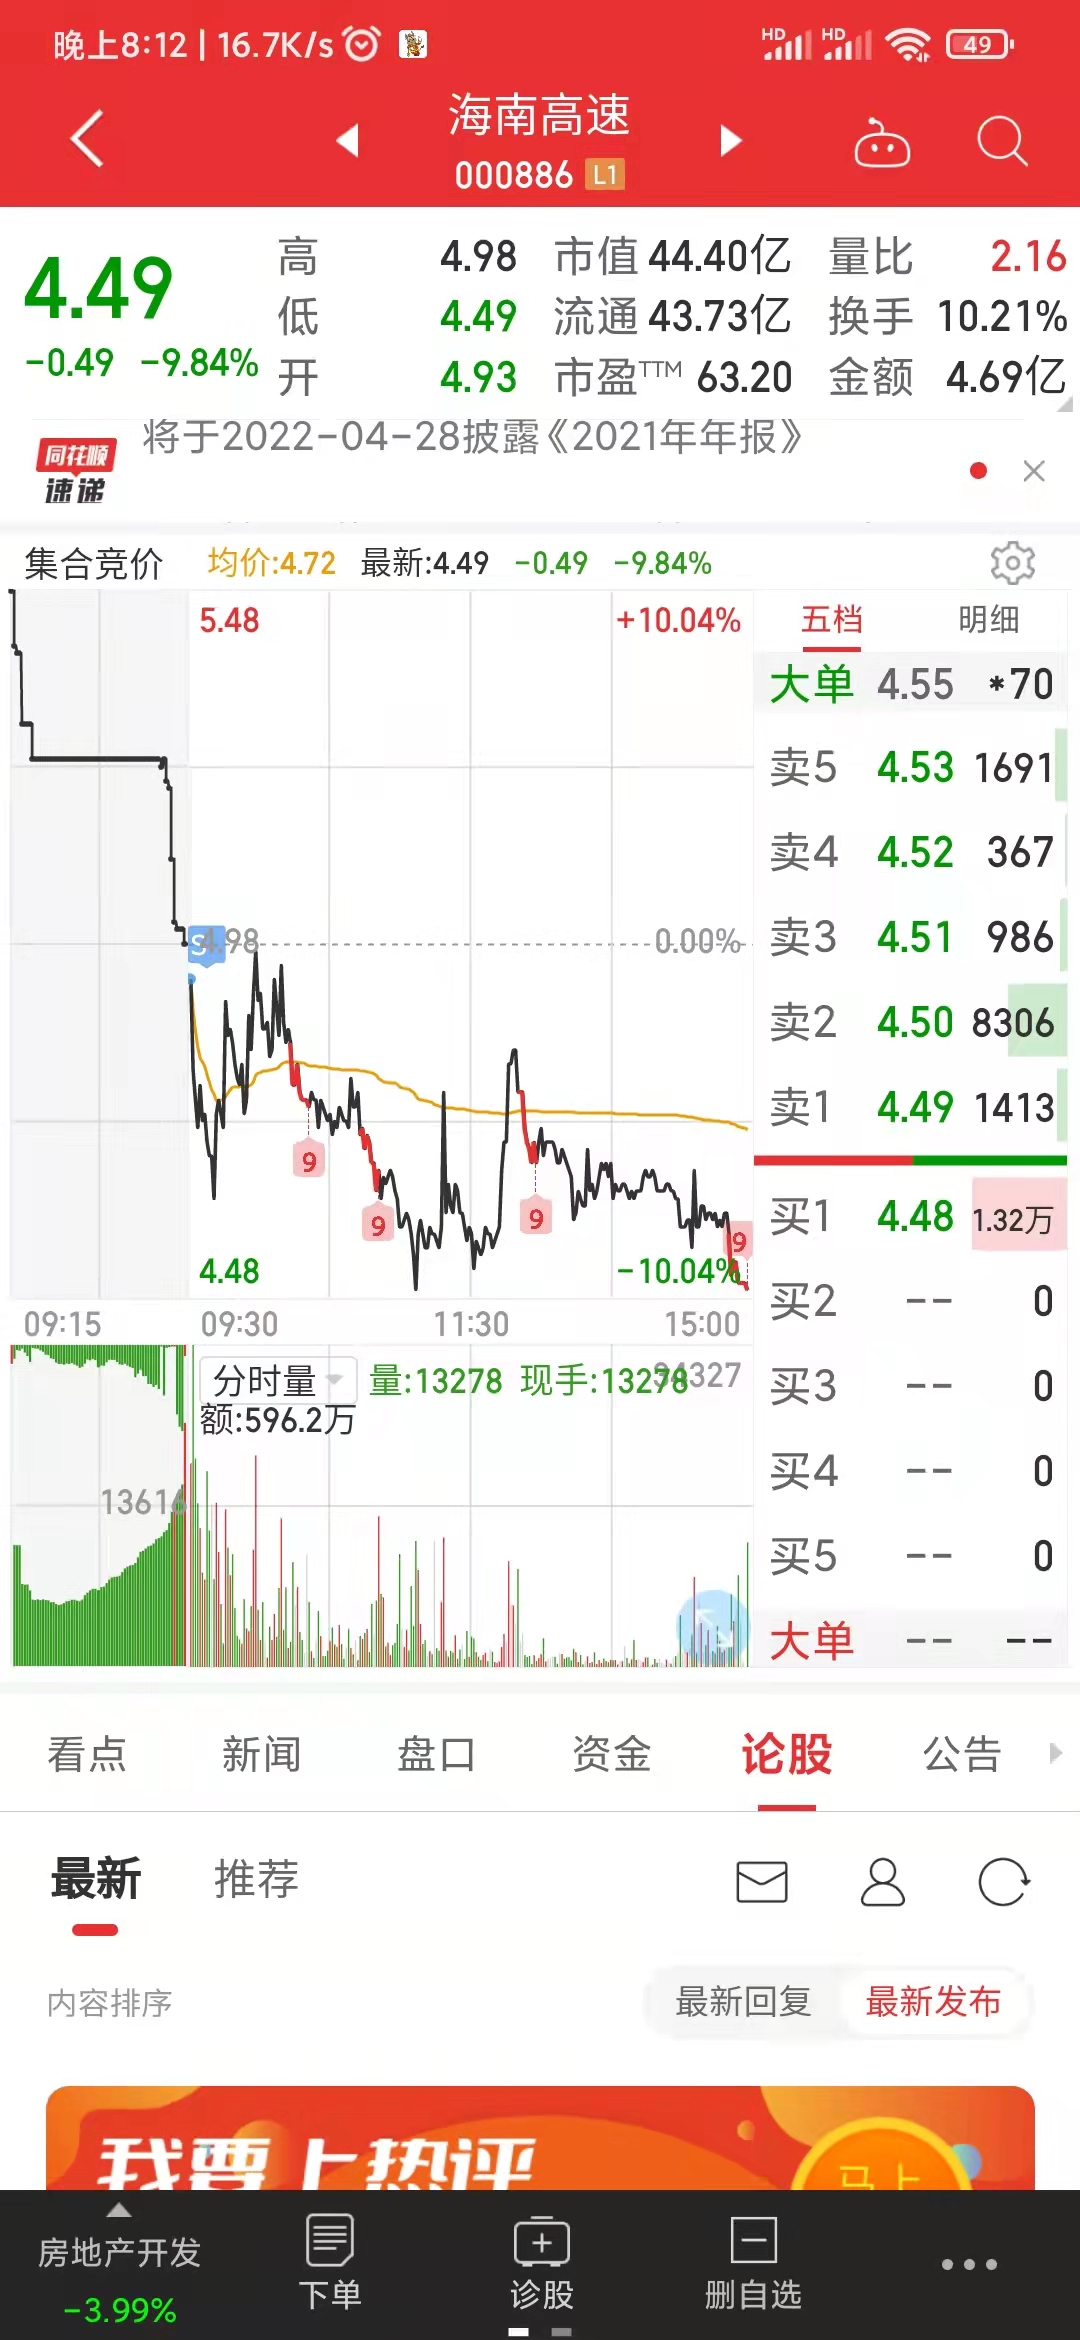 晚上8:12 | 16.7K/s HD HD 49
海南高速
000886 L1
4.49 高 4.98 市值 44.40亿 量比 2.16
低 4.49 流通 43.73亿 换手 10.21%
-0.49 -9.84% 开 4.93 市盈TTM 63.20 金额 4.69亿
将于2022-04-28披露《2021年年报》
同花顺
速递
集合竞价 均价:4.72 最新:4.49 -0.49 -9.84%
5.48 +10.04% 五档 明细
大单 4.55 *70
卖5 4.53 1691
卖4 4.52 367
S 4.98 0.00% 卖3 4.51 986
卖2 4.50 8306
卖1 4.49 1413
9
9 9 9 买1 4.48 1.32万
4.48 -10.04% 买2 -- 0
09:15 09:30 11:30 15:00
分时量 量:13278 现手:13278 94327 买3 -- 0
额:596.2万
13614 买4 -- 0
买5 -- 0
大单 -- --
看点 新闻 盘口 资金 论股 公告
最新 推荐
内容排序 最新回复 最新发布
我要上热评 马上
房地产开发
-3.99% 下单 诊股 删自选